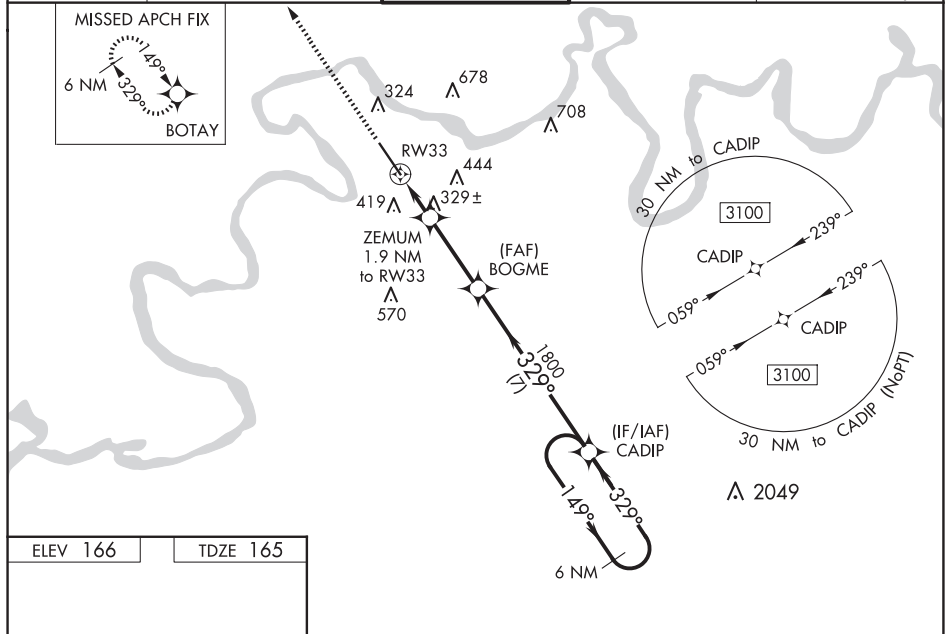 MISSED APCH FIX
149°
6 NM
329°
BOTAY
324
678
708
RW33
444
419
329±
ZEMUM
1.9 NM
to RW33
570
(FAF)
BOGME
1800
329°
(7)
(IF/IAF)
CADIP
149°
329°
6 NM
30 NM to CADIP
3100
239°
CADIP
059°
239°
CADIP
059°
3100
30 NM to CADIP (NoPT)
2049
ELEV 166
TDZE 165